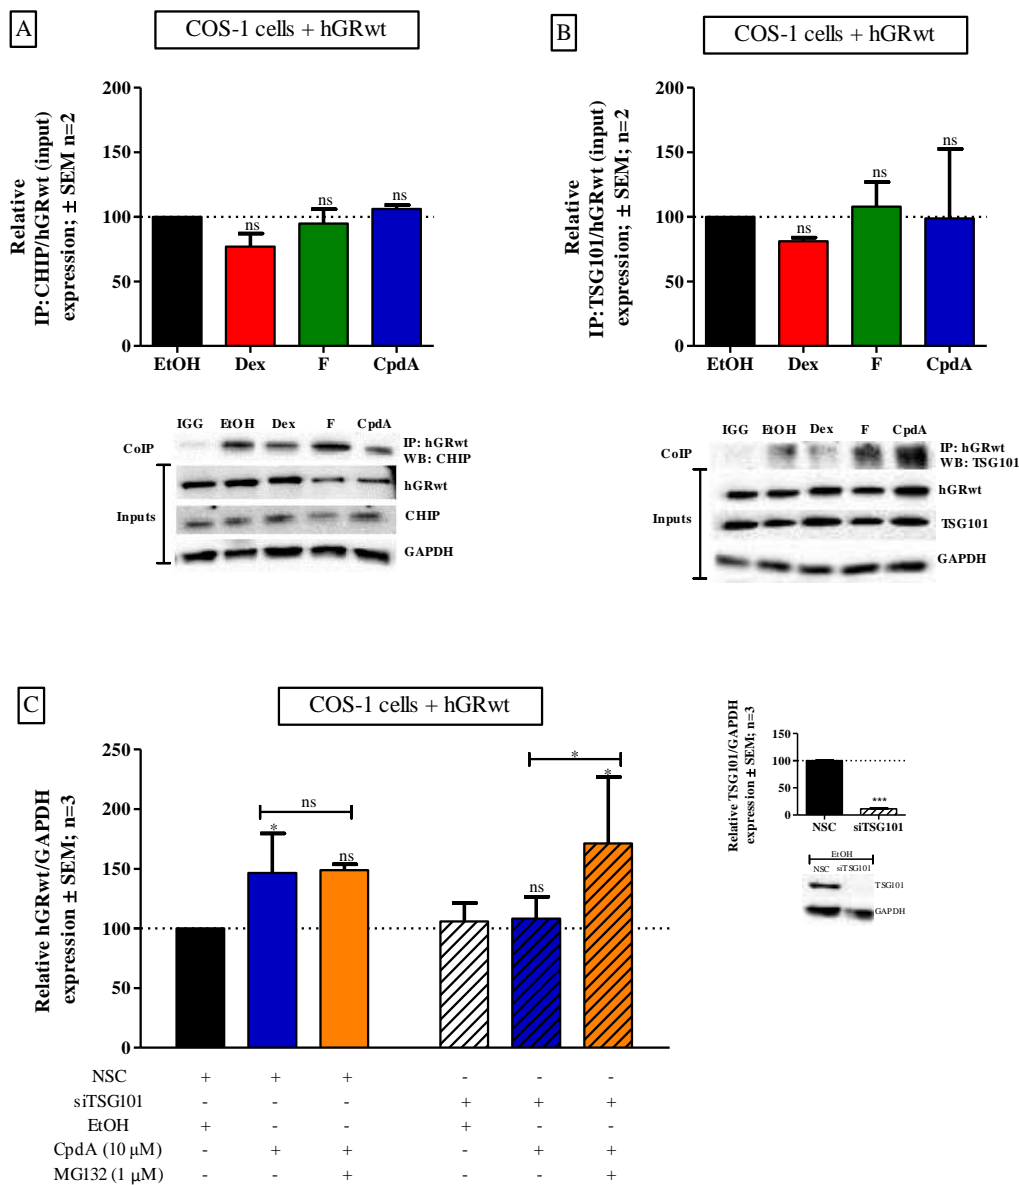 A
COS-1 cells + hGRwt
Relative
IP:CHIP/hGRwt (input)
expression; ± SEM n=2
200
150
100
50
0
ns
ns
ns
EtOH
Dex
F
CpdA
IGG
EtOH
Dex
F
CpdA
CoIP
IP: hGRwt
WB: CHIP
Inputs
hGRwt
CHIP
GAPDH
B
COS-1 cells + hGRwt
Relative
IP:TSG101/hGRwt (input)
expression; ± SEM; n=2
200
150
100
50
0
ns
ns
ns
EtOH
Dex
F
CpdA
IGG
EtOH
Dex
F
CpdA
CoIP
IP: hGRwt
WB: TSG101
Inputs
hGRwt
TSG101
GAPDH
C
COS-1 cells + hGRwt
Relative hGRwt/GAPDH
expression ± SEM; n=3
250
200
150
100
50
0
*
ns
ns
ns
*
*
NSC + + + - - -
siTSG101 - - - + + +
EtOH + - - + - -
CpdA (10 μM) - + + - + +
MG132 (1 μM) - - + - - +
Relative TSG101/GAPDH
expression ± SEM; n=3
150
100
50
0
***
NSC
siTSG101
EtOH
NSC siTSG101
TSG101
GAPDH